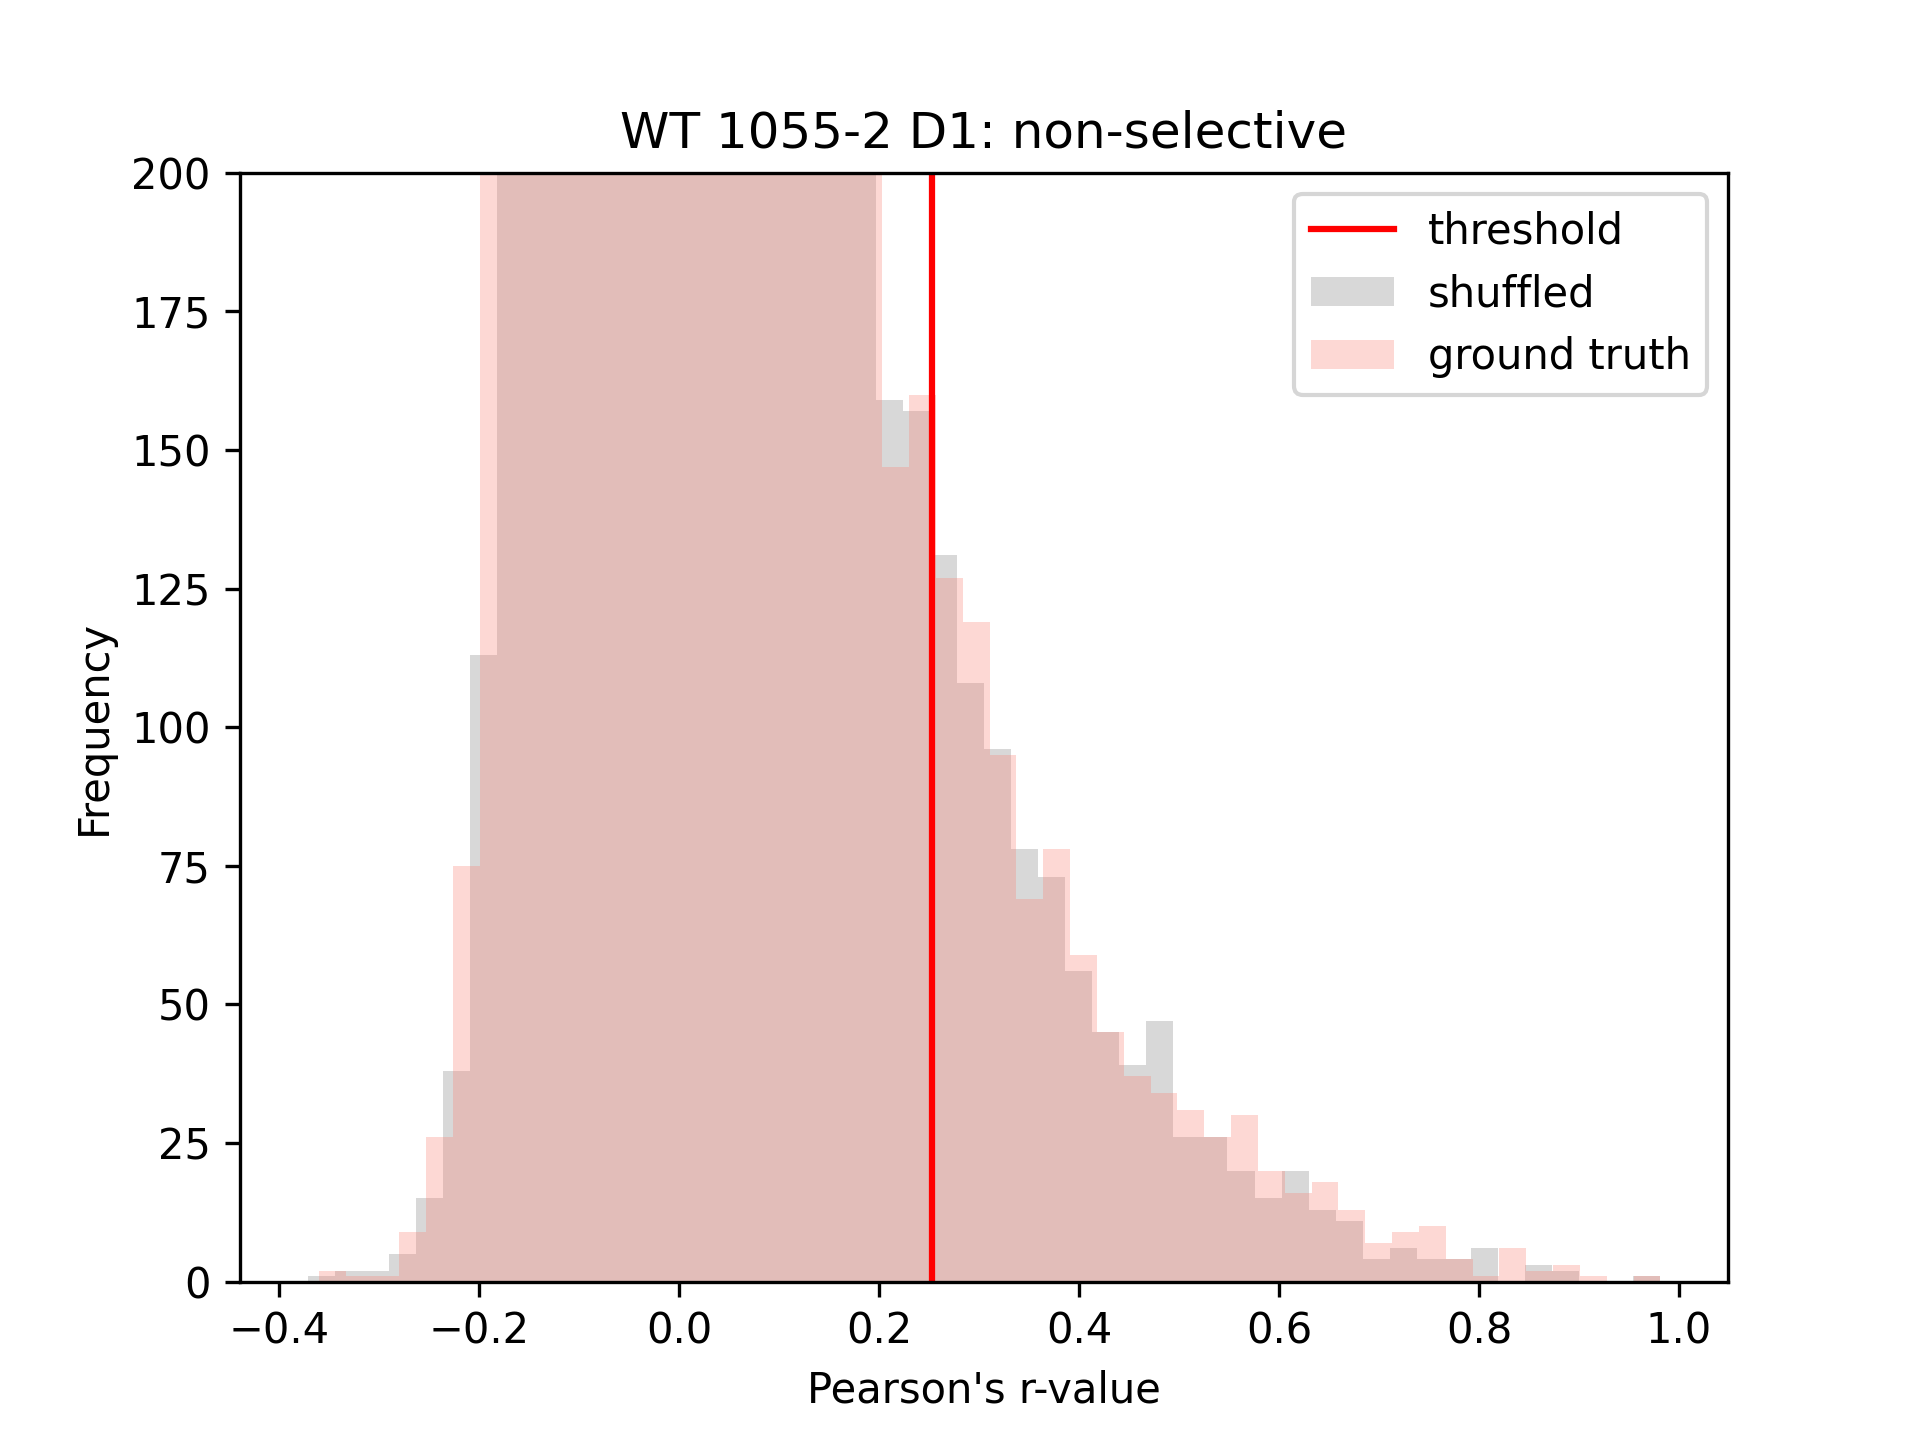 WT 1055-2 D1: non-selective
threshold
shuffled
ground truth
200
175
150
125
100
75
50
25
0
Frequency
−0.4 −0.2 0.0 0.2 0.4 0.6 0.8 1.0
Pearson's r-value